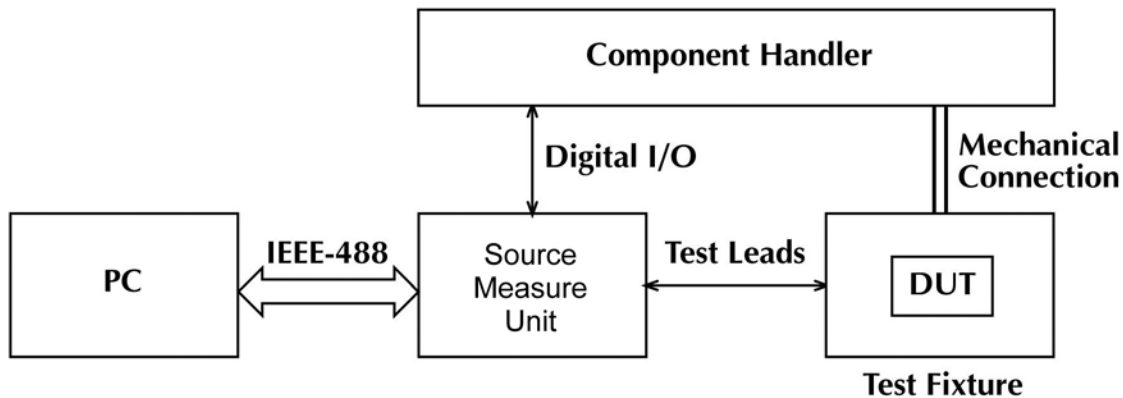 Component Handler
Digital I/O
Mechanical
Connection
PC
IEEE-488
Source
Measure
Unit
Test Leads
DUT
Test Fixture